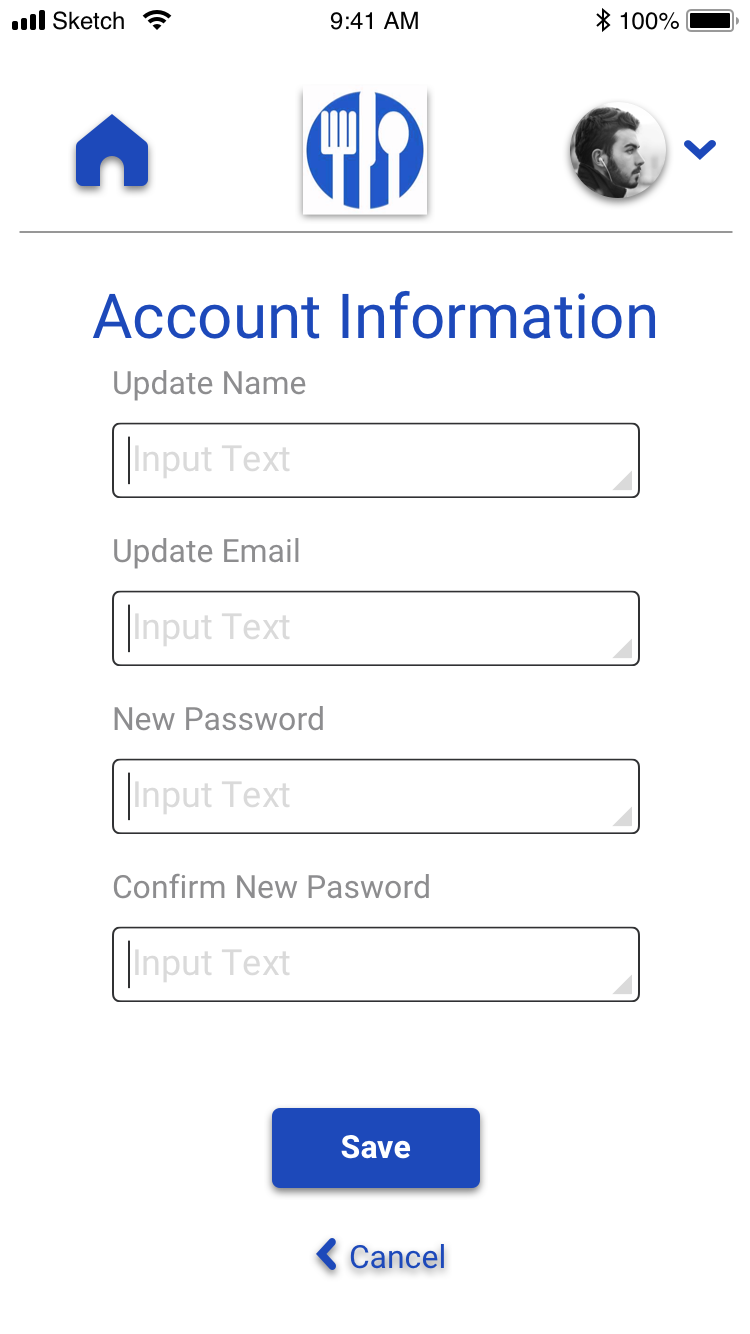 Sketch 9:41 AM 100%
Account Information
Update Name
Input Text
Update Email
Input Text
New Password
Input Text
Confirm New Pasword
Input Text
Save
Cancel